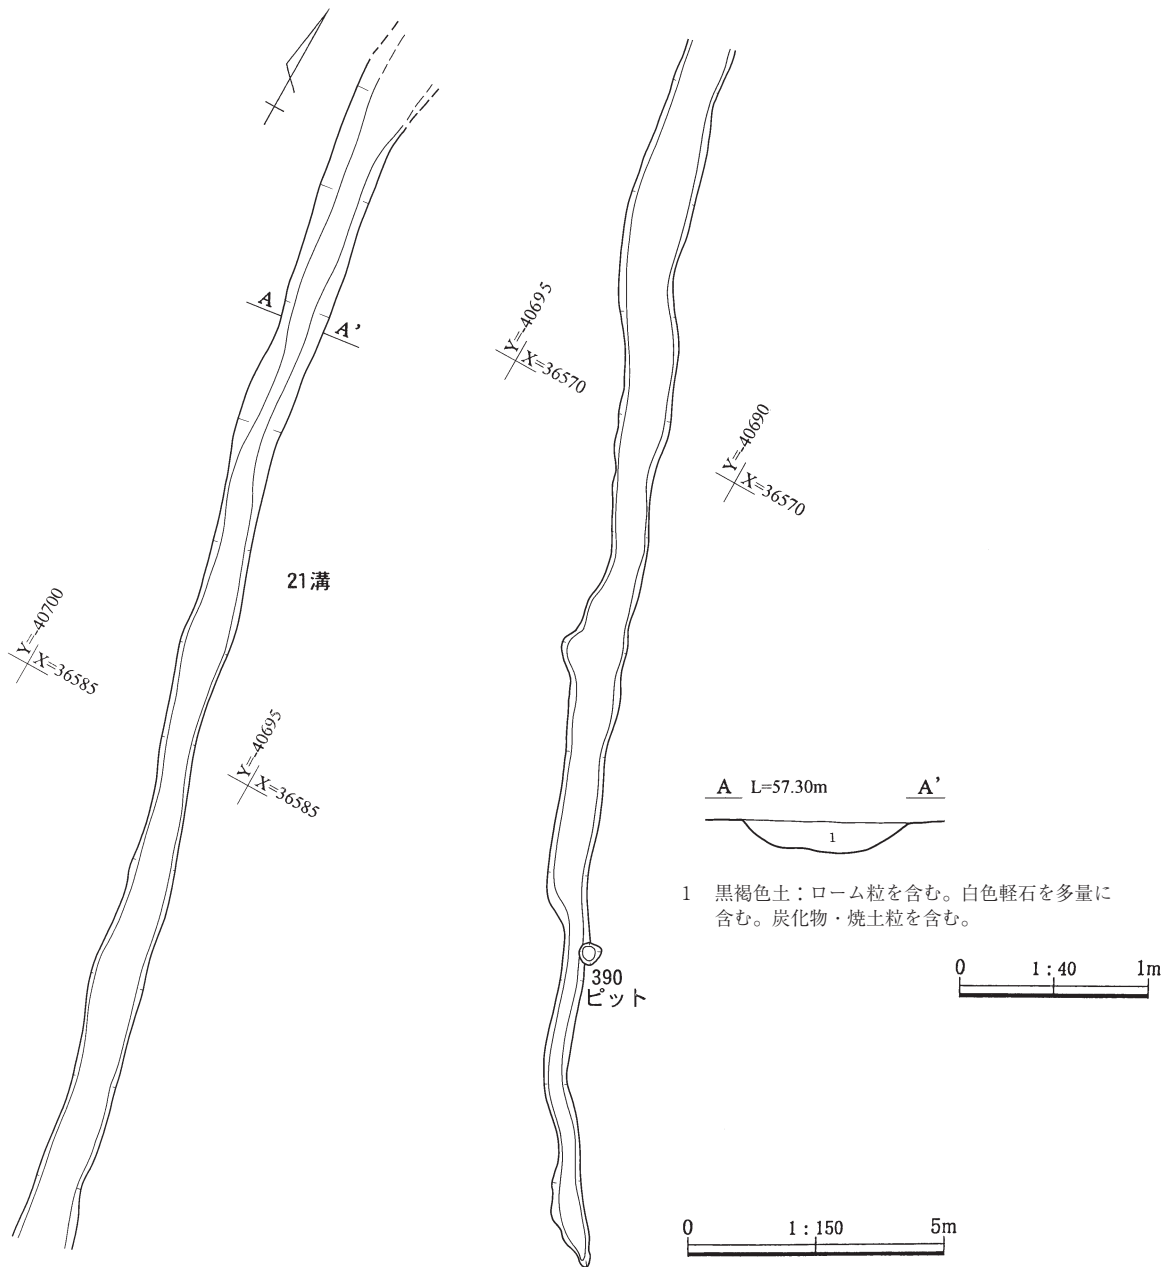 A
A'
Y=-40695
X=36570
Y=-40690
X=36570
21溝
Y=-40700
X=36585
Y=-40695
X=36585
A L=57.30m A'
1
1 黒褐色土：ローム粒を含む。白色軽石を多量に
含む。炭化物・焼土粒を含む。
390
ピット
0 1：40 1m
0 1：150 5m